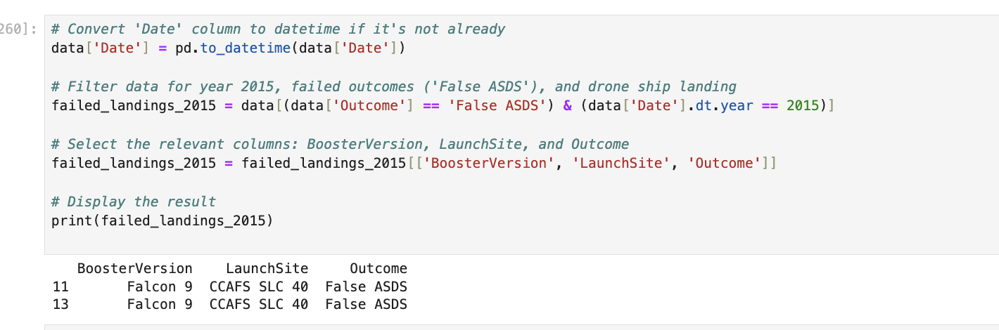 260]:
# Convert 'Date' column to datetime if it's not already
data['Date'] = pd.to_datetime(data['Date'])
# Filter data for year 2015, failed outcomes ('False ASDS'), and drone ship landing
failed_landings_2015 = data[(data['Outcome'] == 'False ASDS') & (data['Date'].dt.year == 2015)]
# Select the relevant columns: BoosterVersion, LaunchSite, and Outcome
failed_landings_2015 = failed_landings_2015[['BoosterVersion', 'LaunchSite', 'Outcome']]
# Display the result
print(failed_landings_2015)
BoosterVersion LaunchSite Outcome
11 Falcon 9 CCAFS SLC 40 False ASDS
13 Falcon 9 CCAFS SLC 40 False ASDS